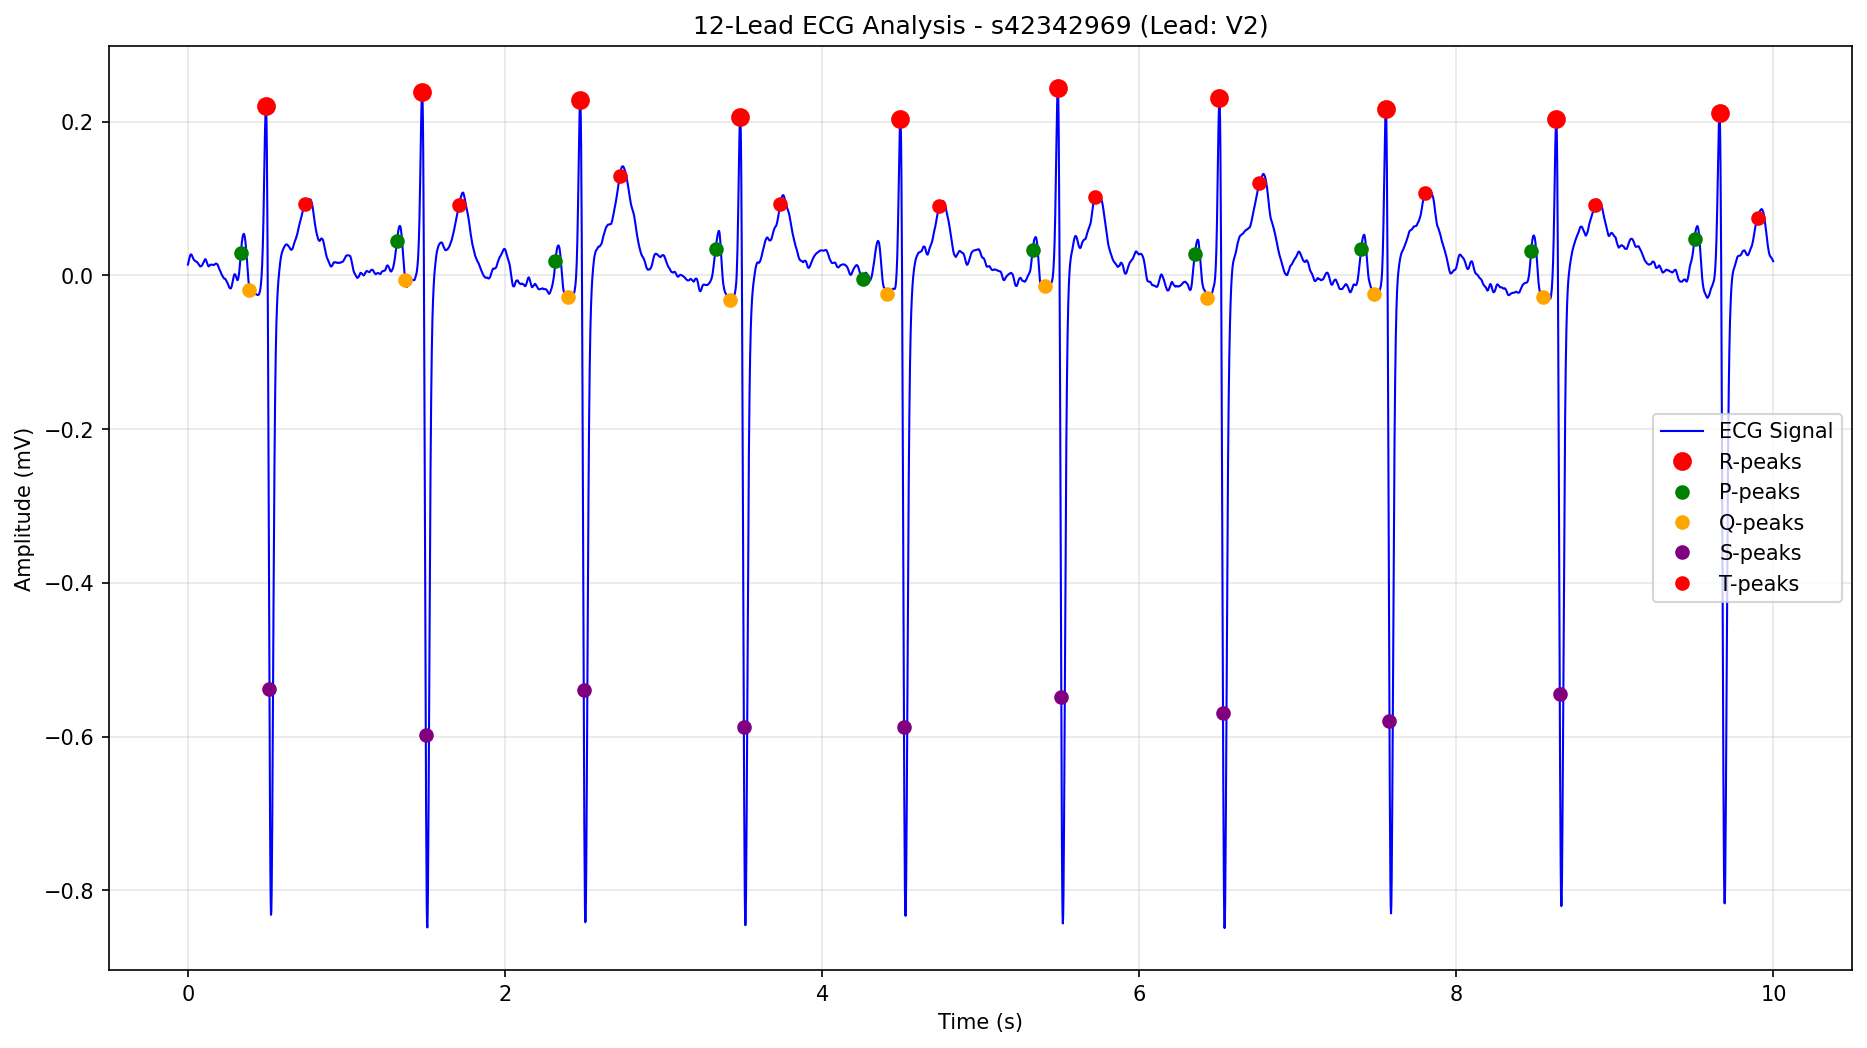 12-Lead ECG Analysis - s42342969 (Lead: V2)
0.2
0.0
−0.2
−0.4
−0.6
−0.8
Amplitude (mV)
ECG Signal
R-peaks
P-peaks
Q-peaks
S-peaks
T-peaks
0 2 4 6 8 10
Time (s)